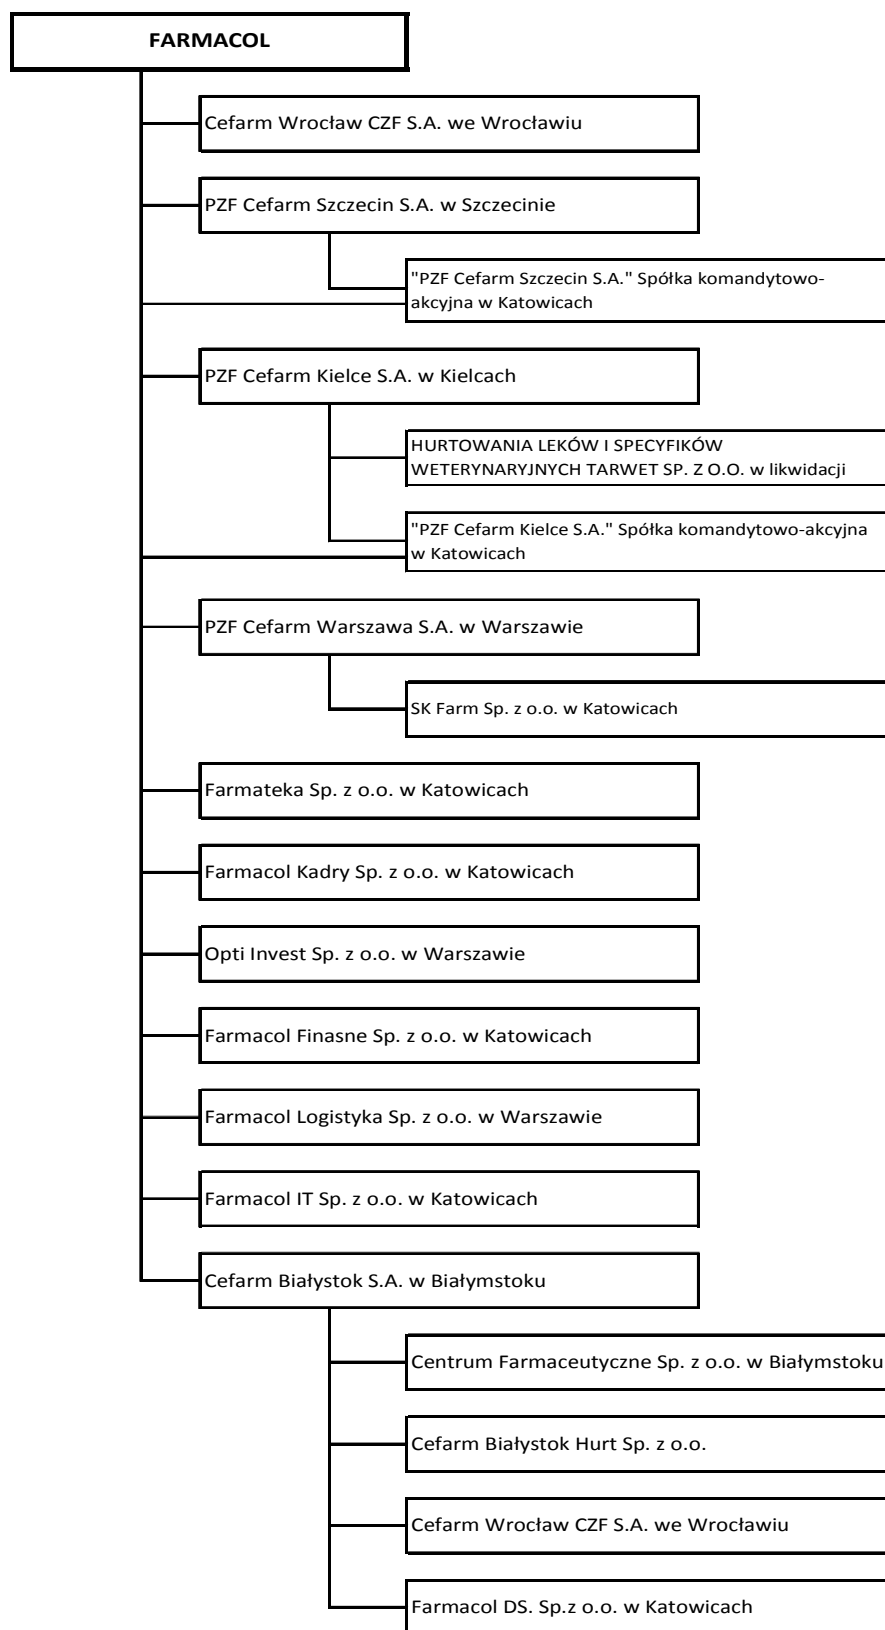 FARMACOL
Cefarm Wrocław CZF S.A. we Wrocławiu
PZF Cefarm Szczecin S.A. w Szczecinie
"PZF Cefarm Szczecin S.A." Spółka komandytowo-
akcyjna w Katowicach
PZF Cefarm Kielce S.A. w Kielcach
HURTOWANIA LEKÓW I SPECYFIKÓW
WETERYNARYJNYCH TARWET SP. Z O.O. w likwidacji
"PZF Cefarm Kielce S.A." Spółka komandytowo-akcyjna
w Katowicach
PZF Cefarm Warszawa S.A. w Warszawie
SK Farm Sp. z o.o. w Katowicach
Farmateka Sp. z o.o. w Katowicach
Farmacol Kadry Sp. z o.o. w Katowicach
Opti Invest Sp. z o.o. w Warszawie
Farmacol Finasne Sp. z o.o. w Katowicach
Farmacol Logistyka Sp. z o.o. w Warszawie
Farmacol IT Sp. z o.o. w Katowicach
Cefarm Białystok S.A. w Białymstoku
Centrum Farmaceutyczne Sp. z o.o. w Białymstoku
Cefarm Białystok Hurt Sp. z o.o.
Cefarm Wrocław CZF S.A. we Wrocławiu
Farmacol DS. Sp.z o.o. w Katowicach